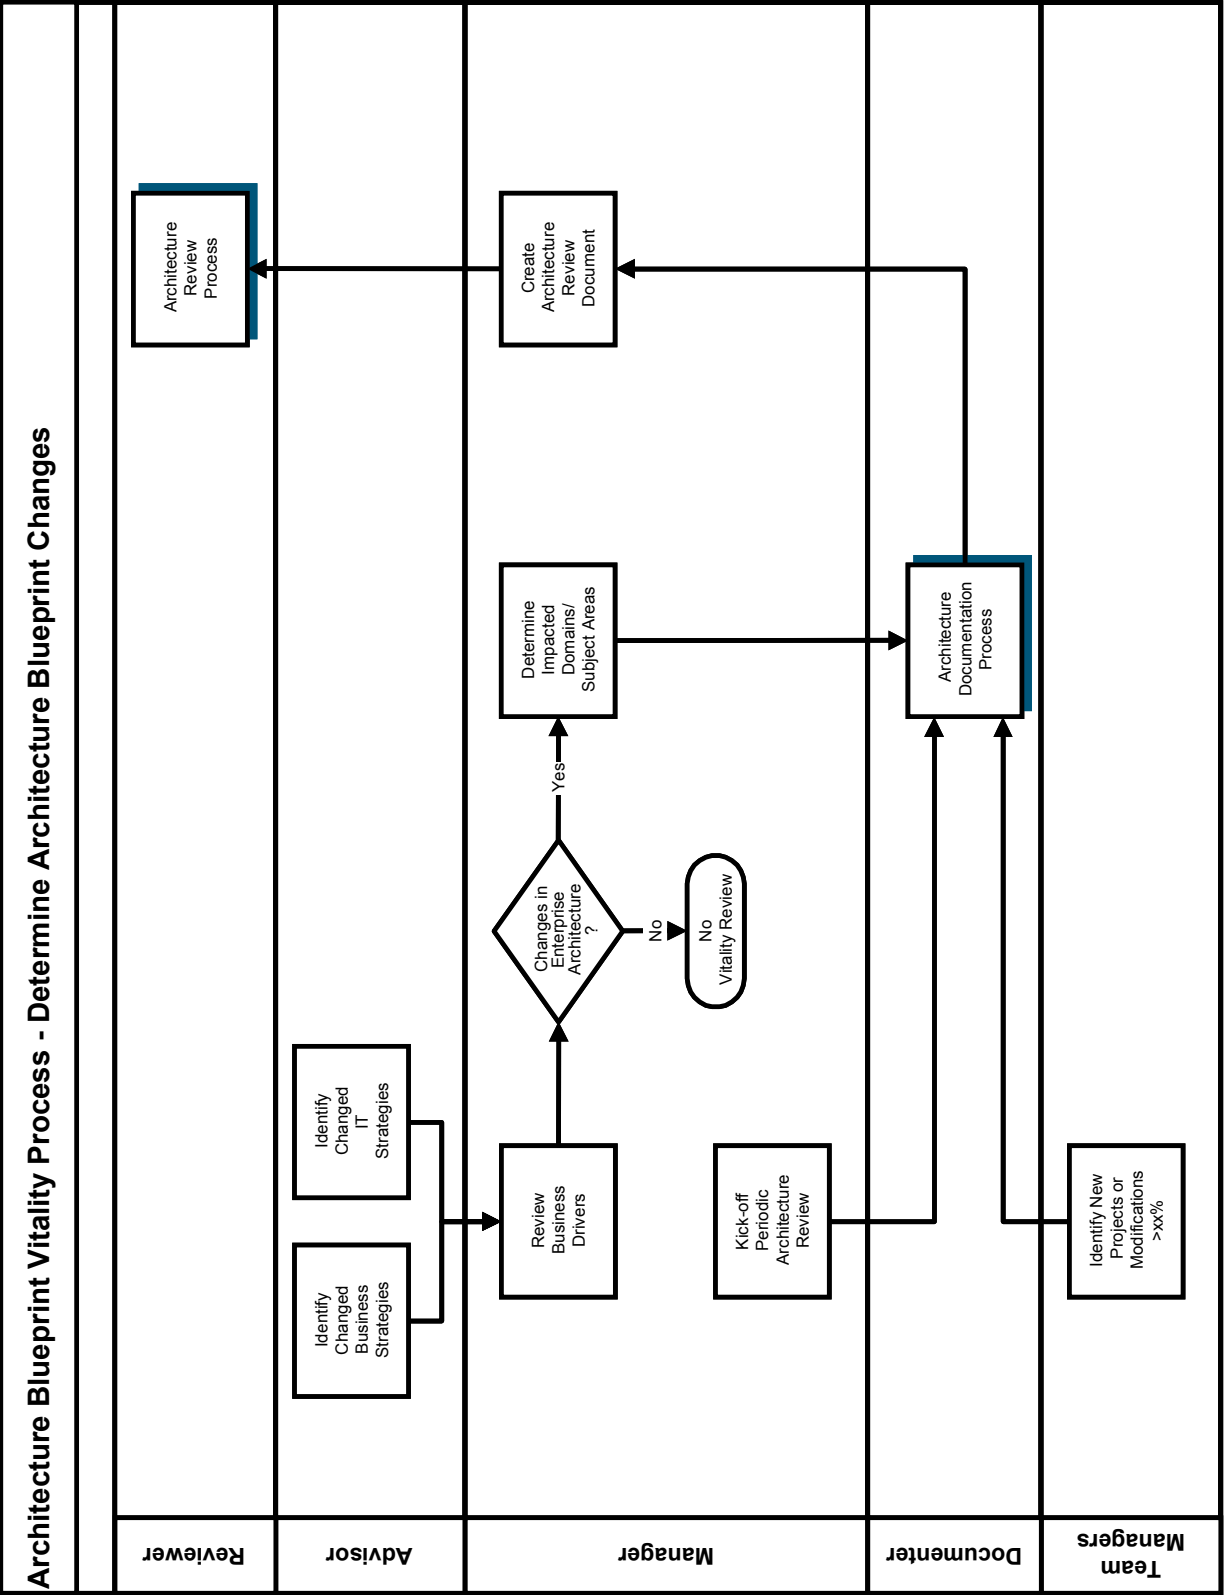 Architecture Blueprint Vitality Process - Determine Architecture Blueprint Changes
Reviewer
Architecture
Review
Process
Advisor
Identify
Changed
Business
Strategies
Identify
Changed
IT
Strategies
Manager
Review
Business
Drivers
Changes in
Enterprise
Architecture
?
Yes
No
No
Vitality Review
Determine
Impacted
Domains/
Subject Areas
Create
Architecture
Review
Document
Kick-off
Periodic
Architecture
Review
Documenter
Architecture
Documentation
Process
Team
Managers
Identify New
Projects or
Modifications
>xx%